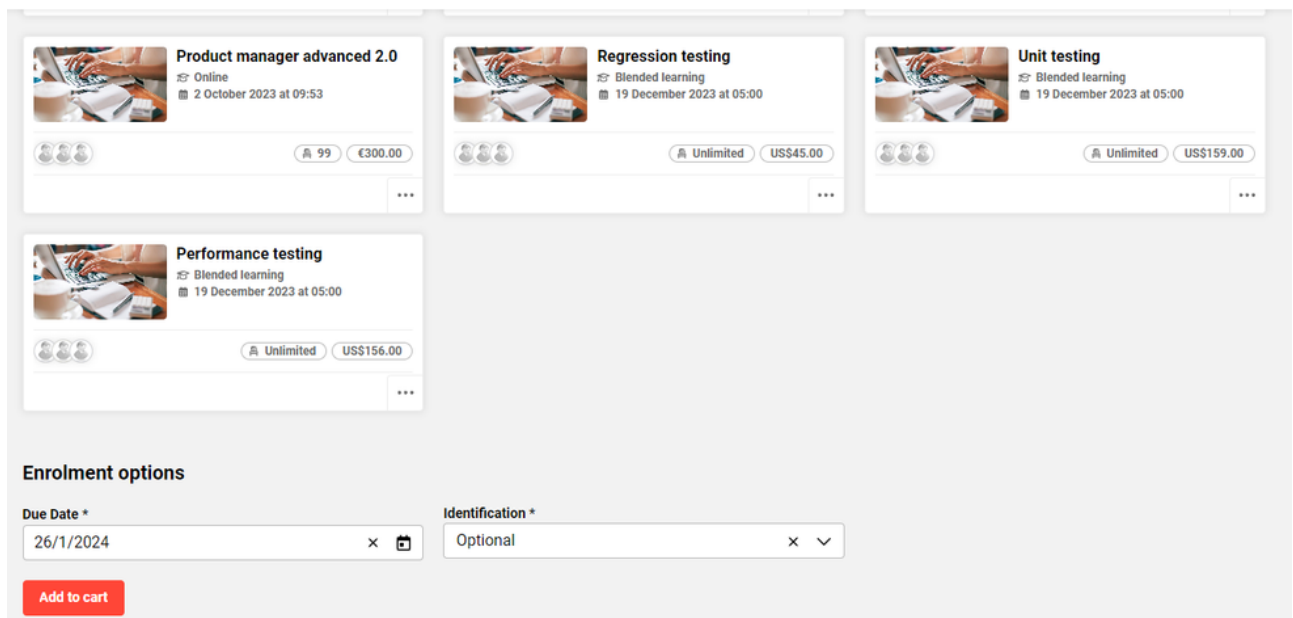 Product manager advanced 2.0
Online
2 October 2023 at 09:53
99
€300.00
Regression testing
Blended learning
19 December 2023 at 05:00
Unlimited
US$45.00
Unit testing
Blended learning
19 December 2023 at 05:00
Unlimited
US$159.00
Performance testing
Blended learning
19 December 2023 at 05:00
Unlimited
US$156.00
Enrolment options
Due Date *
26/1/2024
Identification *
Optional
Add to cart